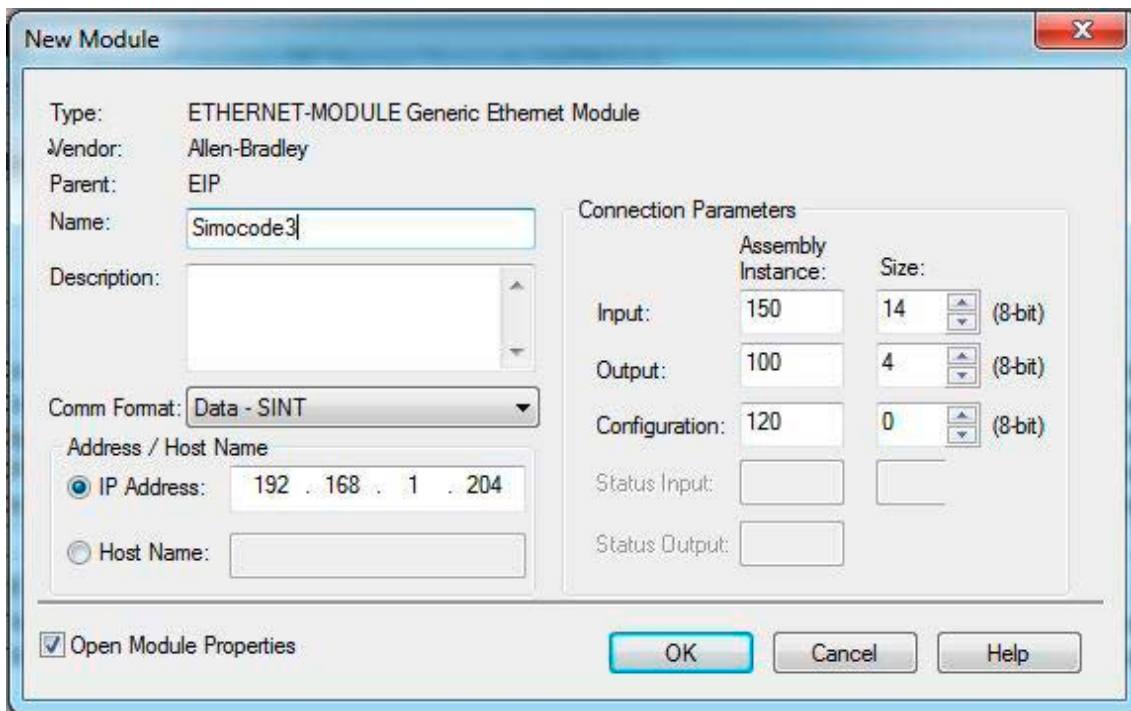 New Module
Type: ETHERNET-MODULE Generic Ethernet Module
Vendor: Allen-Bradley
Parent: EIP
Name: Simocode3
Description:
Comm Format: Data - SINT
Address / Host Name
IP Address: 192 . 168 . 1 . 204
Host Name:
Connection Parameters
Assembly
Instance: Size:
Input: 150 14 (8-bit)
Output: 100 4 (8-bit)
Configuration: 120 0 (8-bit)
Status Input:
Status Output:
Open Module Properties
OK Cancel Help